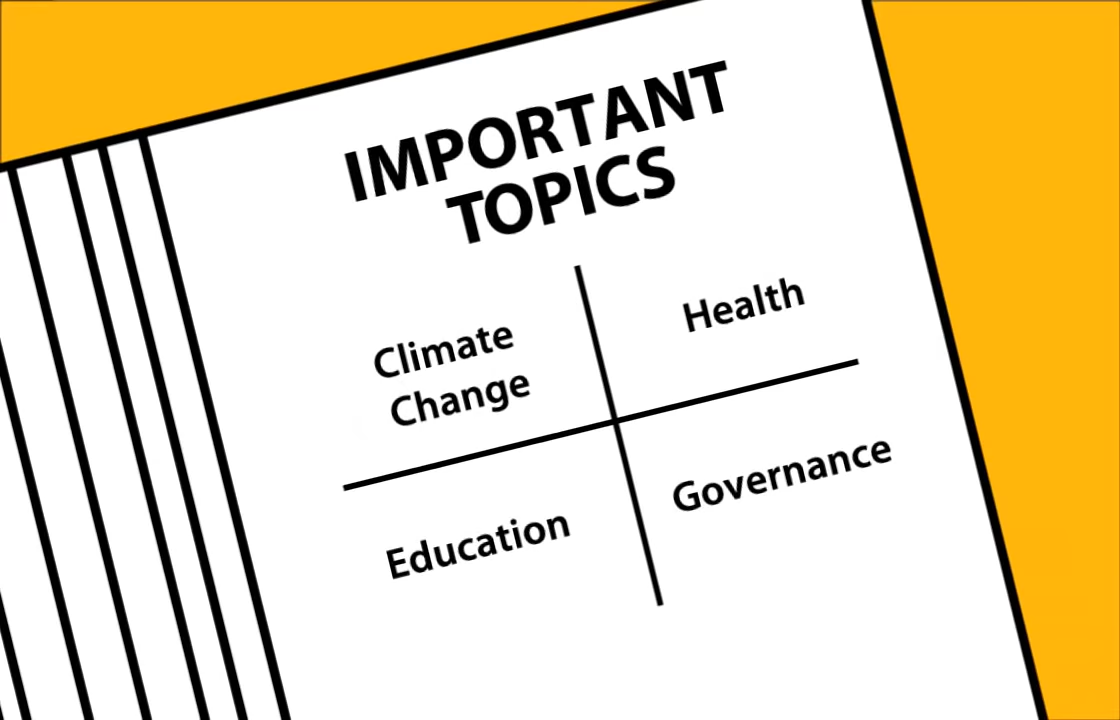 IMPORTANT
TOPICS
Climate
Change
Health
Education
Governance